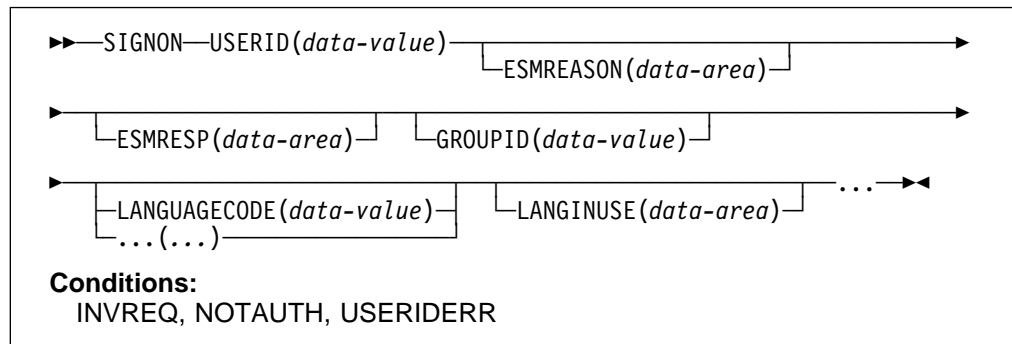 SIGNON USERID(data-value)
ESMREASON(data-area)
ESMRESP(data-area) GROUPID(data-value)
...
LANGUAGECODE(data-value) LANGINUSE(data-area)
...(...)
Conditions:
INVREQ, NOTAUTH, USERIDERR